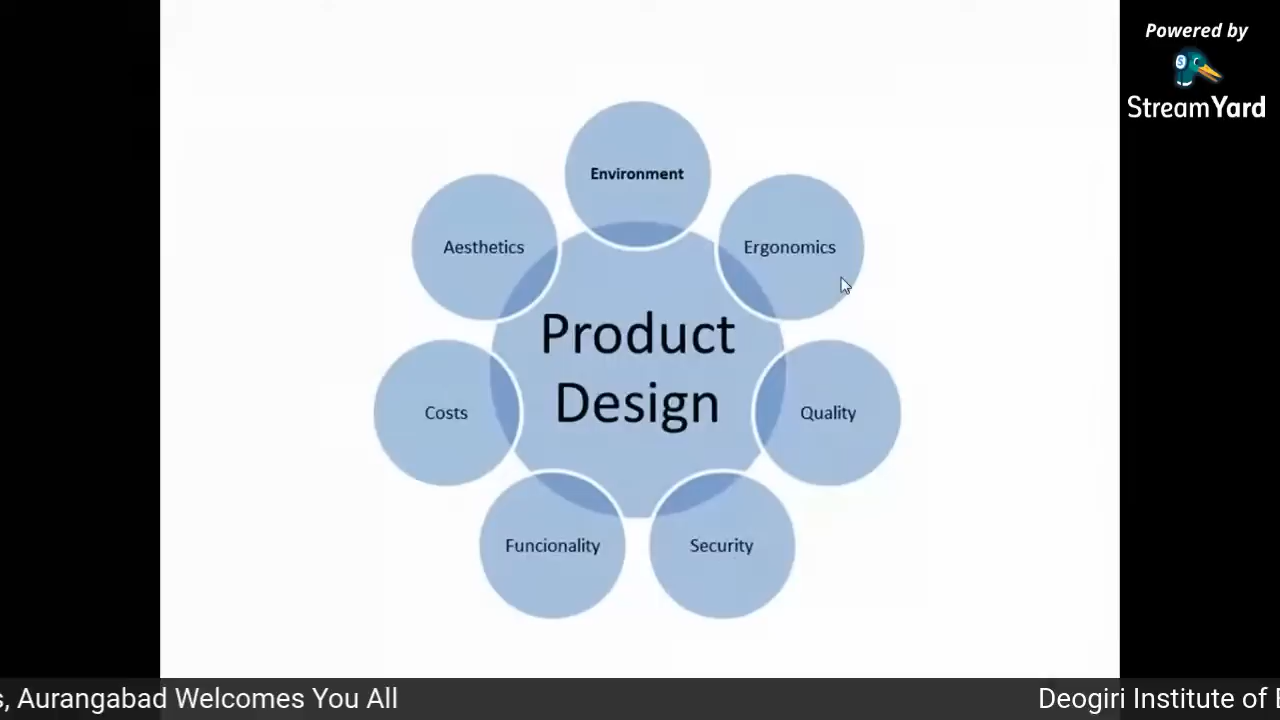 Powered by
StreamYard
Environment
Aesthetics
Ergonomics
Product
Design
Costs
Quality
Funcionality
Security
s, Aurangabad Welcomes You All
Deogiri Institute of